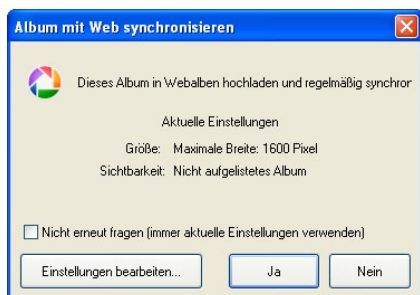 Album mit Web synchronisieren
Dieses Album in Webalben hochladen und regelmäßig synchror
Aktuelle Einstellungen
Größe: Maximale Breite: 1600 Pixel
Sichtbarkeit: Nicht aufgelistetes Album
Nicht erneut fragen (immer aktuelle Einstellungen verwenden)
Einstellungen bearbeiten... Ja Nein